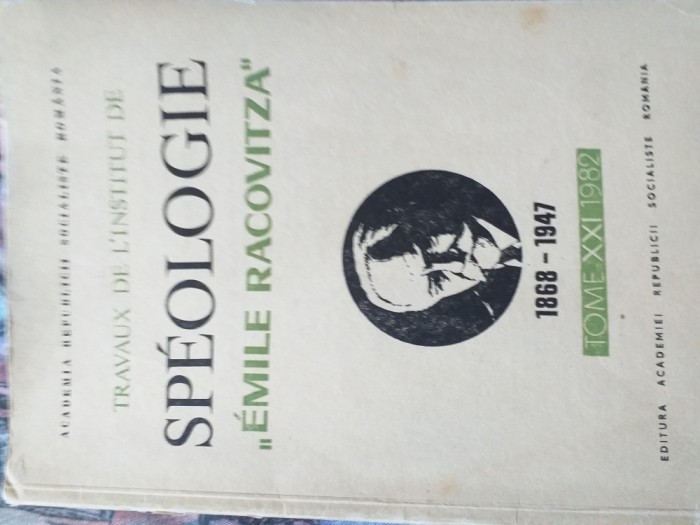 ACADEMIA REPUBLICII SOCIALISTE ROMÂNIA
TRAVAUX DE L'INSTITUT DE
SPÉOLOGIE
„ÉMILE RACOVITZA"
1868 – 1947
TOME XXI 1982
EDITURA ACADEMIEI REPUBLICII SOCIALISTE ROMÂNIA